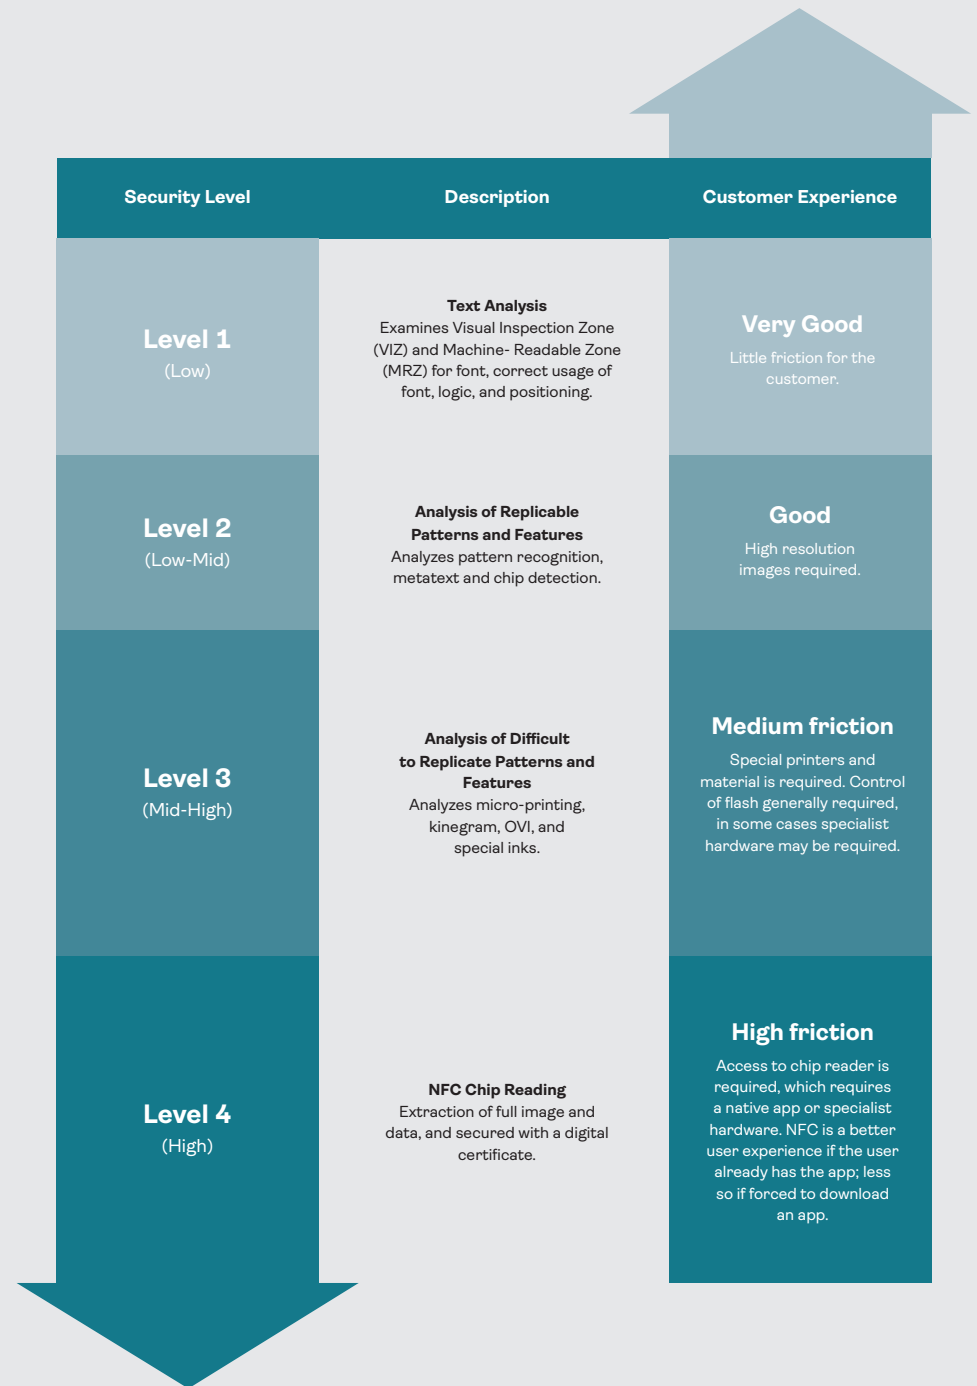 Security Level
Description
Customer Experience
Level 1
(Low)
Text Analysis
Examines Visual Inspection Zone
(VIZ) and Machine- Readable Zone
(MRZ) for font, correct usage of
font, logic, and positioning.
Very Good
Little friction for the
customer.
Level 2
(Low-Mid)
Analysis of Replicable
Patterns and Features
Analyzes pattern recognition,
metatext and chip detection.
Good
High resolution
images required.
Level 3
(Mid-High)
Analysis of Difficult
to Replicate Patterns and
Features
Analyzes micro-printing,
kinegram, OVI, and
special inks.
Medium friction
Special printers and
material is required. Control
of flash generally required,
in some cases specialist
hardware may be required.
Level 4
(High)
NFC Chip Reading
Extraction of full image and
data, and secured with a digital
certificate.
High friction
Access to chip reader is
required, which requires
a native app or specialist
hardware. NFC is a better
user experience if the user
already has the app; less
so if forced to download
an app.